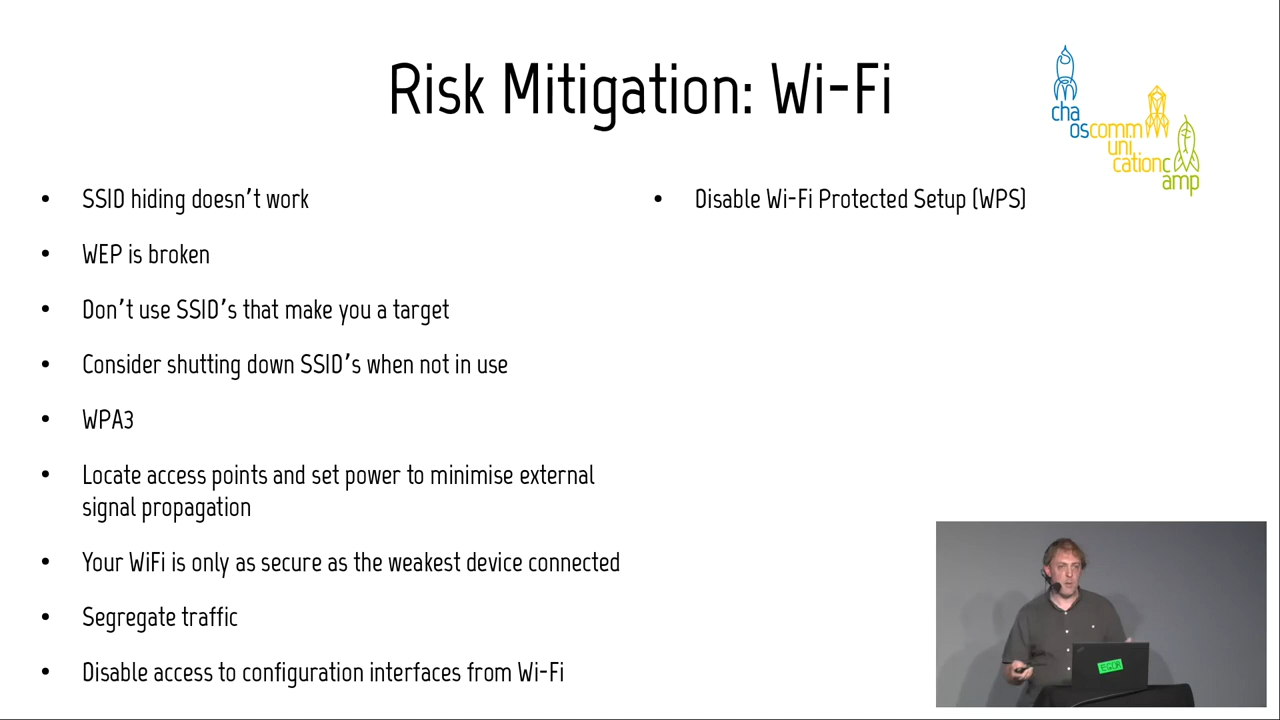 Risk Mitigation: Wi-Fi
cha
oscomm
uni
cationc
amp
• SSID hiding doesn't work
• WEP is broken
• Don't use SSID's that make you a target
• Consider shutting down SSID's when not in use
• WPA3
• Locate access points and set power to minimise external
signal propagation
• Your WiFi is only as secure as the weakest device connected
• Segregate traffic
• Disable access to configuration interfaces from Wi-Fi
• Disable Wi-Fi Protected Setup (WPS)